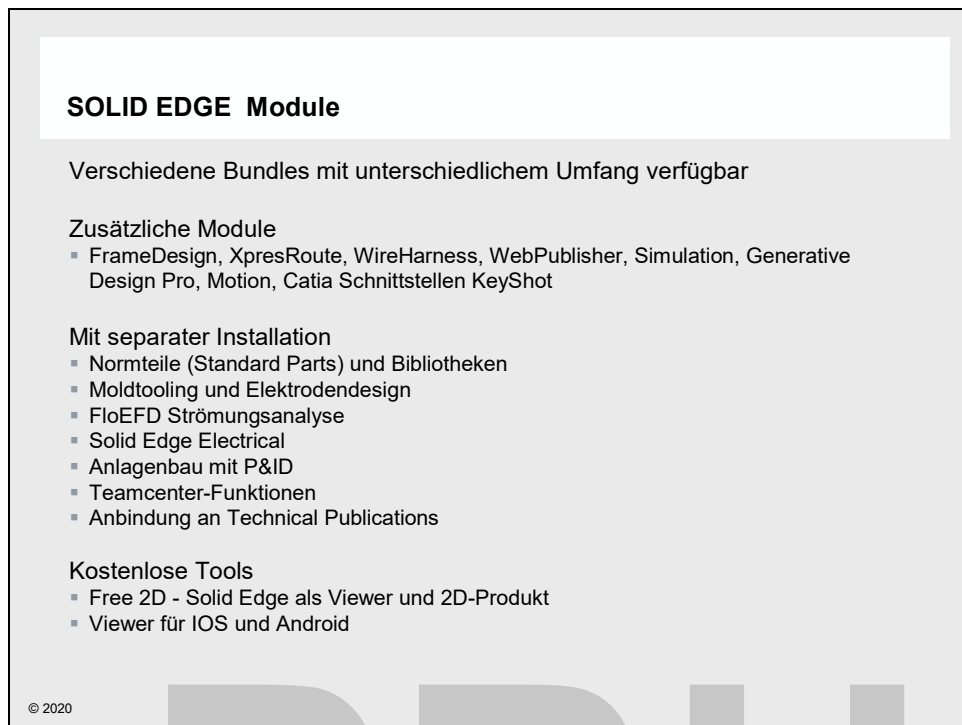 SOLID EDGE  Module
Verschiedene Bundles mit unterschiedlichem Umfang verfügbar
Zusätzliche Module
▪ FrameDesign, XpresRoute, WireHarness, WebPublisher, Simulation, Generative
Design Pro, Motion, Catia Schnittstellen KeyShot
Mit separater Installation
▪ Normteile (Standard Parts) und Bibliotheken
▪ Moldtooling und Elektrodendesign
▪ FloEFD Strömungsanalyse
▪ Solid Edge Electrical
▪ Anlagenbau mit P&ID
▪ Teamcenter-Funktionen
▪ Anbindung an Technical Publications
Kostenlose Tools
▪ Free 2D - Solid Edge als Viewer und 2D-Produkt
▪ Viewer für IOS und Android
© 2020